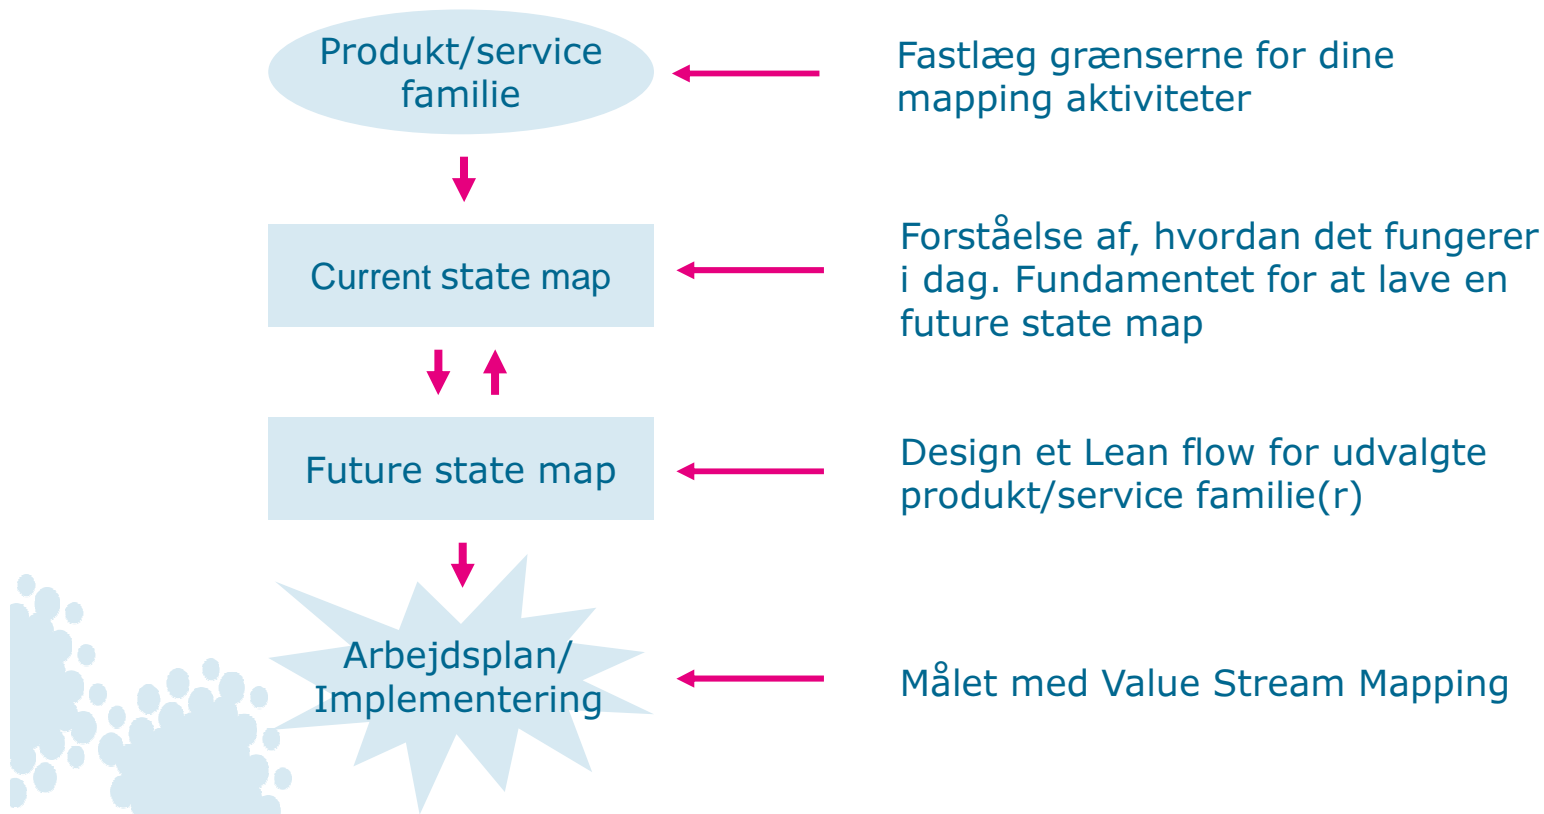 Produkt/service
familie
Fastlæg grænserne for dine
mapping aktiviteter
Current state map
Forståelse af, hvordan det fungerer
i dag. Fundamentet for at lave en
future state map
Future state map
Design et Lean flow for udvalgte
produkt/service familie(r)
Arbejdsplan/
Implementering
Målet med Value Stream Mapping